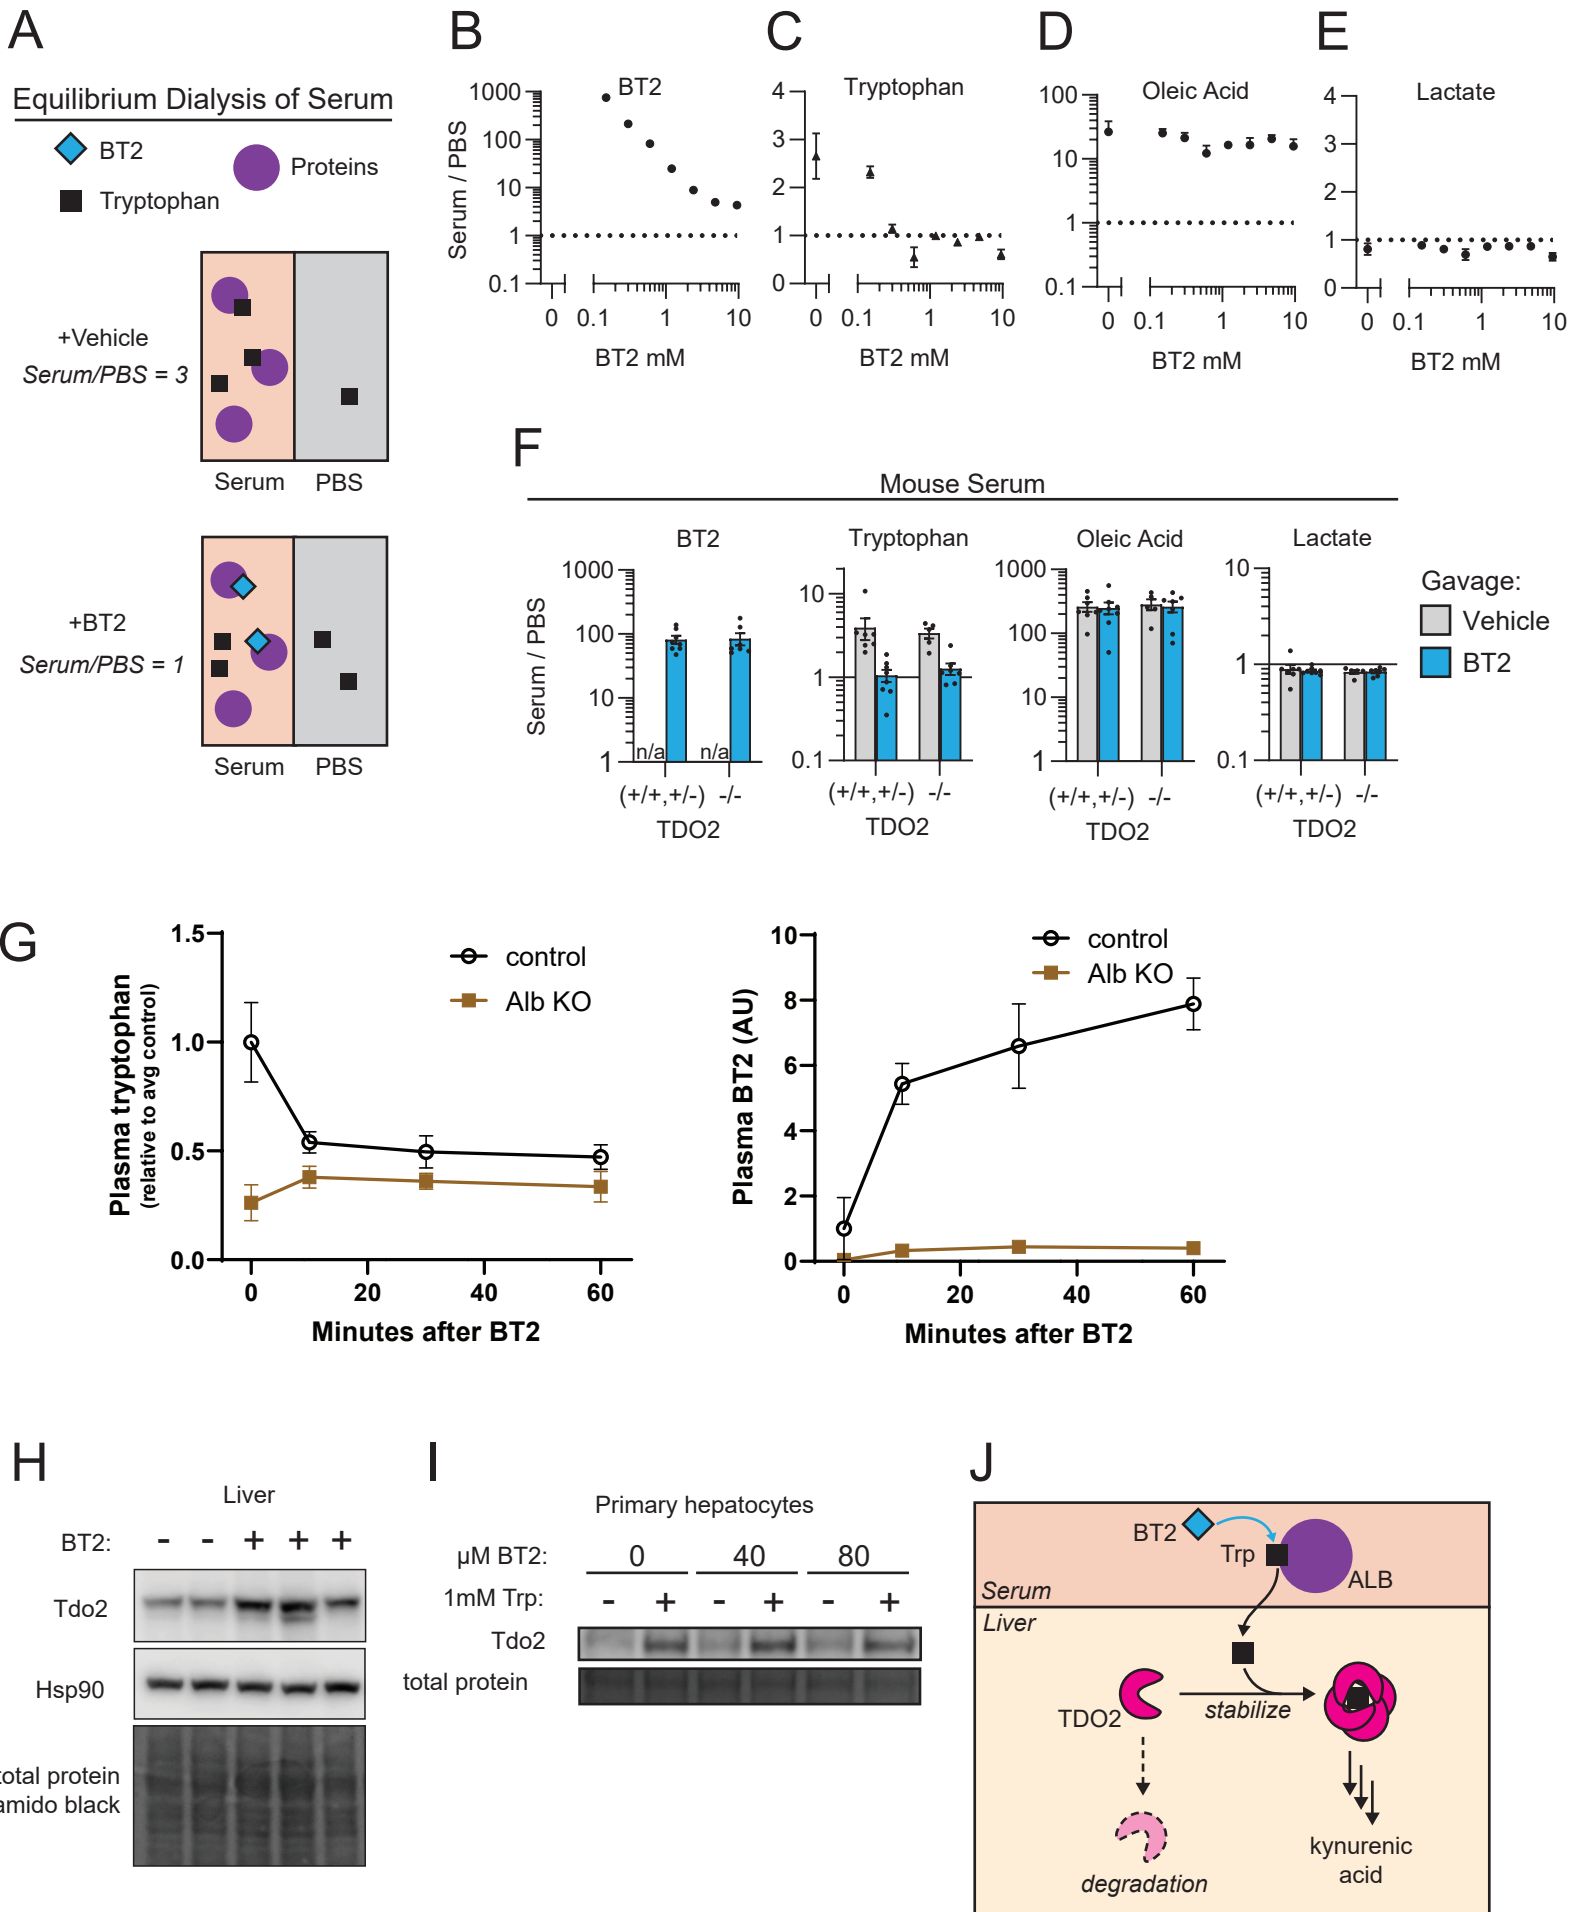 A
Equilibrium Dialysis of Serum
BT2
Proteins
Tryptophan
+Vehicle
Serum/PBS = 3
Serum PBS
+BT2
Serum/PBS = 1
Serum PBS
B
BT2
Serum / PBS
1000
100
10
1
0.1
0 0.1 1 10
BT2 mM
C
Tryptophan
4
3
2
1
0
0 0.1 1 10
BT2 mM
D
Oleic Acid
100
10
1
0.1
0 0.1 1 10
BT2 mM
E
Lactate
4
3
2
1
0
0 0.1 1 10
BT2 mM
F
Mouse Serum
BT2
Serum / PBS
1000
100
10
1
n/a n/a
(+/+,+/-) -/-
TDO2
Tryptophan
10
1
0.1
(+/+,+/-) -/-
TDO2
Oleic Acid
1000
100
10
1
(+/+,+/-) -/-
TDO2
Lactate
10
1
0.1
(+/+,+/-) -/-
TDO2
Gavage:
Vehicle
BT2
G
Plasma tryptophan
(relative to avg control)
1.5
1.0
0.5
0.0
control
Alb KO
0 20 40 60
Minutes after BT2
Plasma BT2 (AU)
10
8
6
4
2
0
control
Alb KO
0 20 40 60
Minutes after BT2
H
Liver
BT2: - - + + +
Tdo2
Hsp90
total protein
amido black
I
Primary hepatocytes
µM BT2: 0 40 80
1mM Trp: - + - + - +
Tdo2
total protein
J
BT2
Trp
ALB
Serum
Liver
TDO2
stabilize
degradation
kynurenic
acid